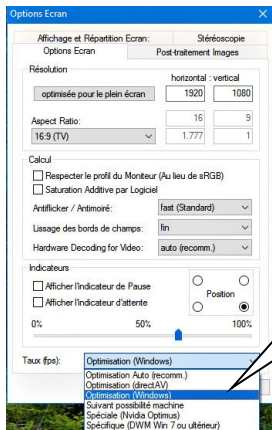 Options Ecran
Affichage et Répartition Ecran:
Stéréoscopie
Options Ecran
Post-traitement Images
Résolution
horizontal : vertical
optimisée pour le plein écran
1920
1080
Aspect Ratio:
16
9
16:9 (TV)
1.777
1
Calcul
Respecter le profil du Moniteur (Au lieu de sRGB)
Saturation Additive par Logiciel
Antiflicker / Antimoiré:
fast (Standard)
Lissage des bords de champs:
fin
Hardware Decoding for Video:
auto (recomm.)
Indicateurs
Afficher l'indicateur de Pause
Afficher l'indicateur d'attente
Position
0%
50%
100%
Taux (fps):
Optimisation (Windows)
Optimisation Auto (recomm.)
Optimisation (directAV)
Optimisation (Windows)
Suivant possibilité machine
Spéciale (Nvidia Optimus)
Spécifique (DWM Win 7 ou ultérieur)